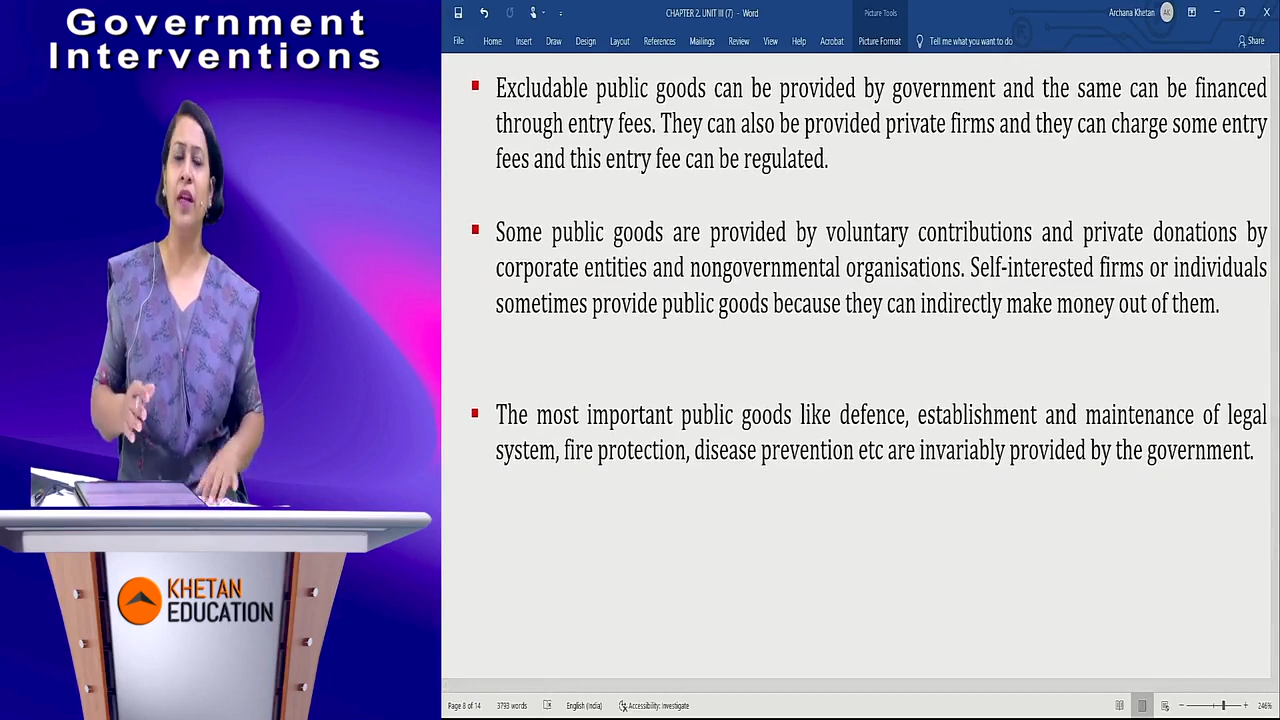 Government
Interventions
CHAPTER 2. UNIT III (7) – Word
Picture Tools
Archana Khetan
AK
File Home Insert Draw Design Layout References Mailings Review View Help Acrobat Picture Format Tell me what you want to do Share
Excludable public goods can be provided by government and the same can be financed
through entry fees. They can also be provided private firms and they can charge some entry
fees and this entry fee can be regulated.
Some public goods are provided by voluntary contributions and private donations by
corporate entities and nongovernmental organisations. Self-interested firms or individuals
sometimes provide public goods because they can indirectly make money out of them.
The most important public goods like defence, establishment and maintenance of legal
system, fire protection, disease prevention etc are invariably provided by the government.
KHETAN
EDUCATION
Page 8 of 14 3793 words English (India) Accessibility: Investigate 246%